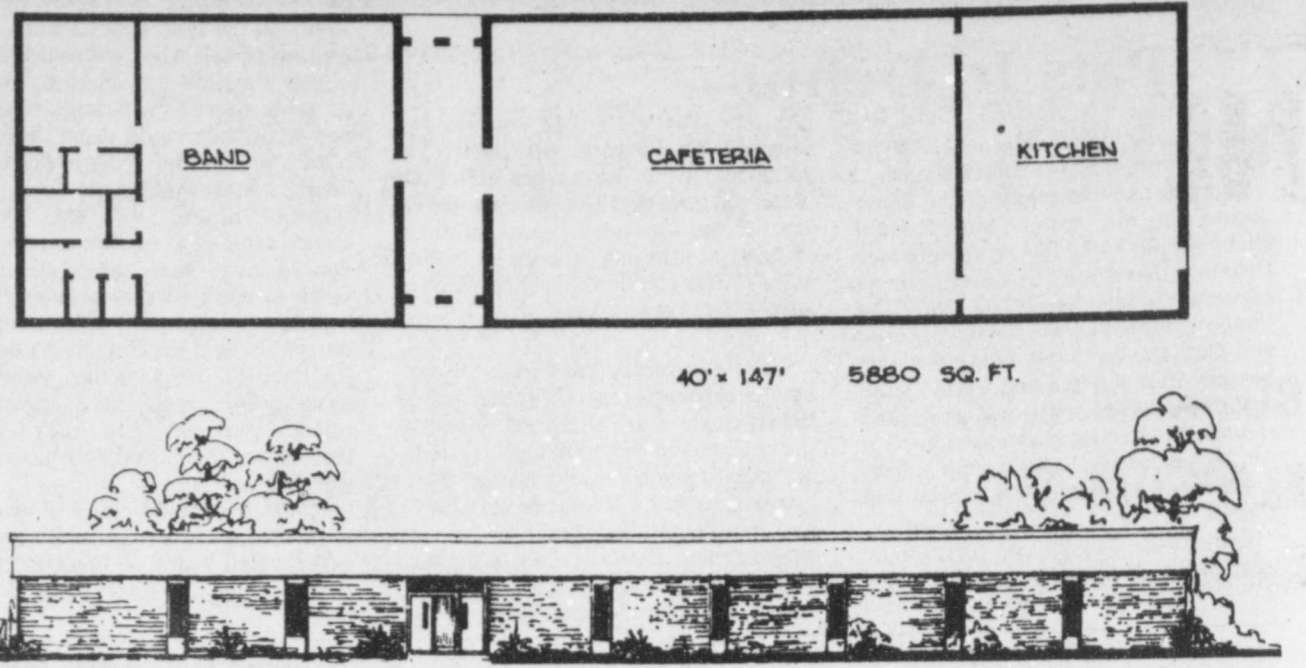 BAND
CAFETERIA
KITCHEN
40' × 147' 5880 SQ. FT.